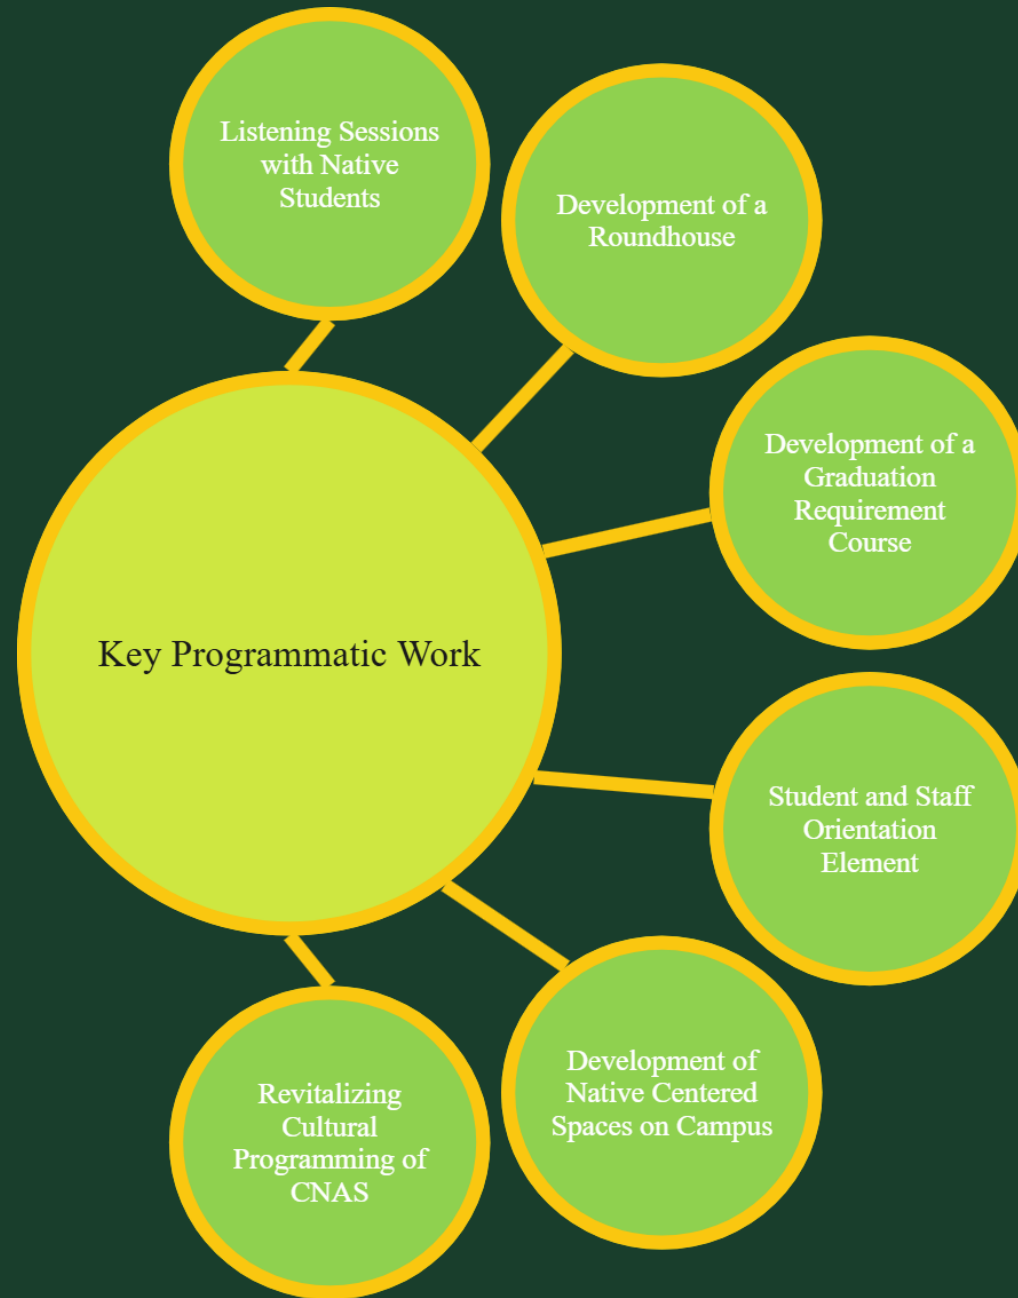 Listening Sessions
with Native
Students
Development of a
Roundhouse
Development of a
Graduation
Requirement
Course
Key Programmatic Work
Student and Staff
Orientation
Element
Development of
Native Centered
Spaces on Campus
Revitalizing
Cultural
Programming of
CNAS